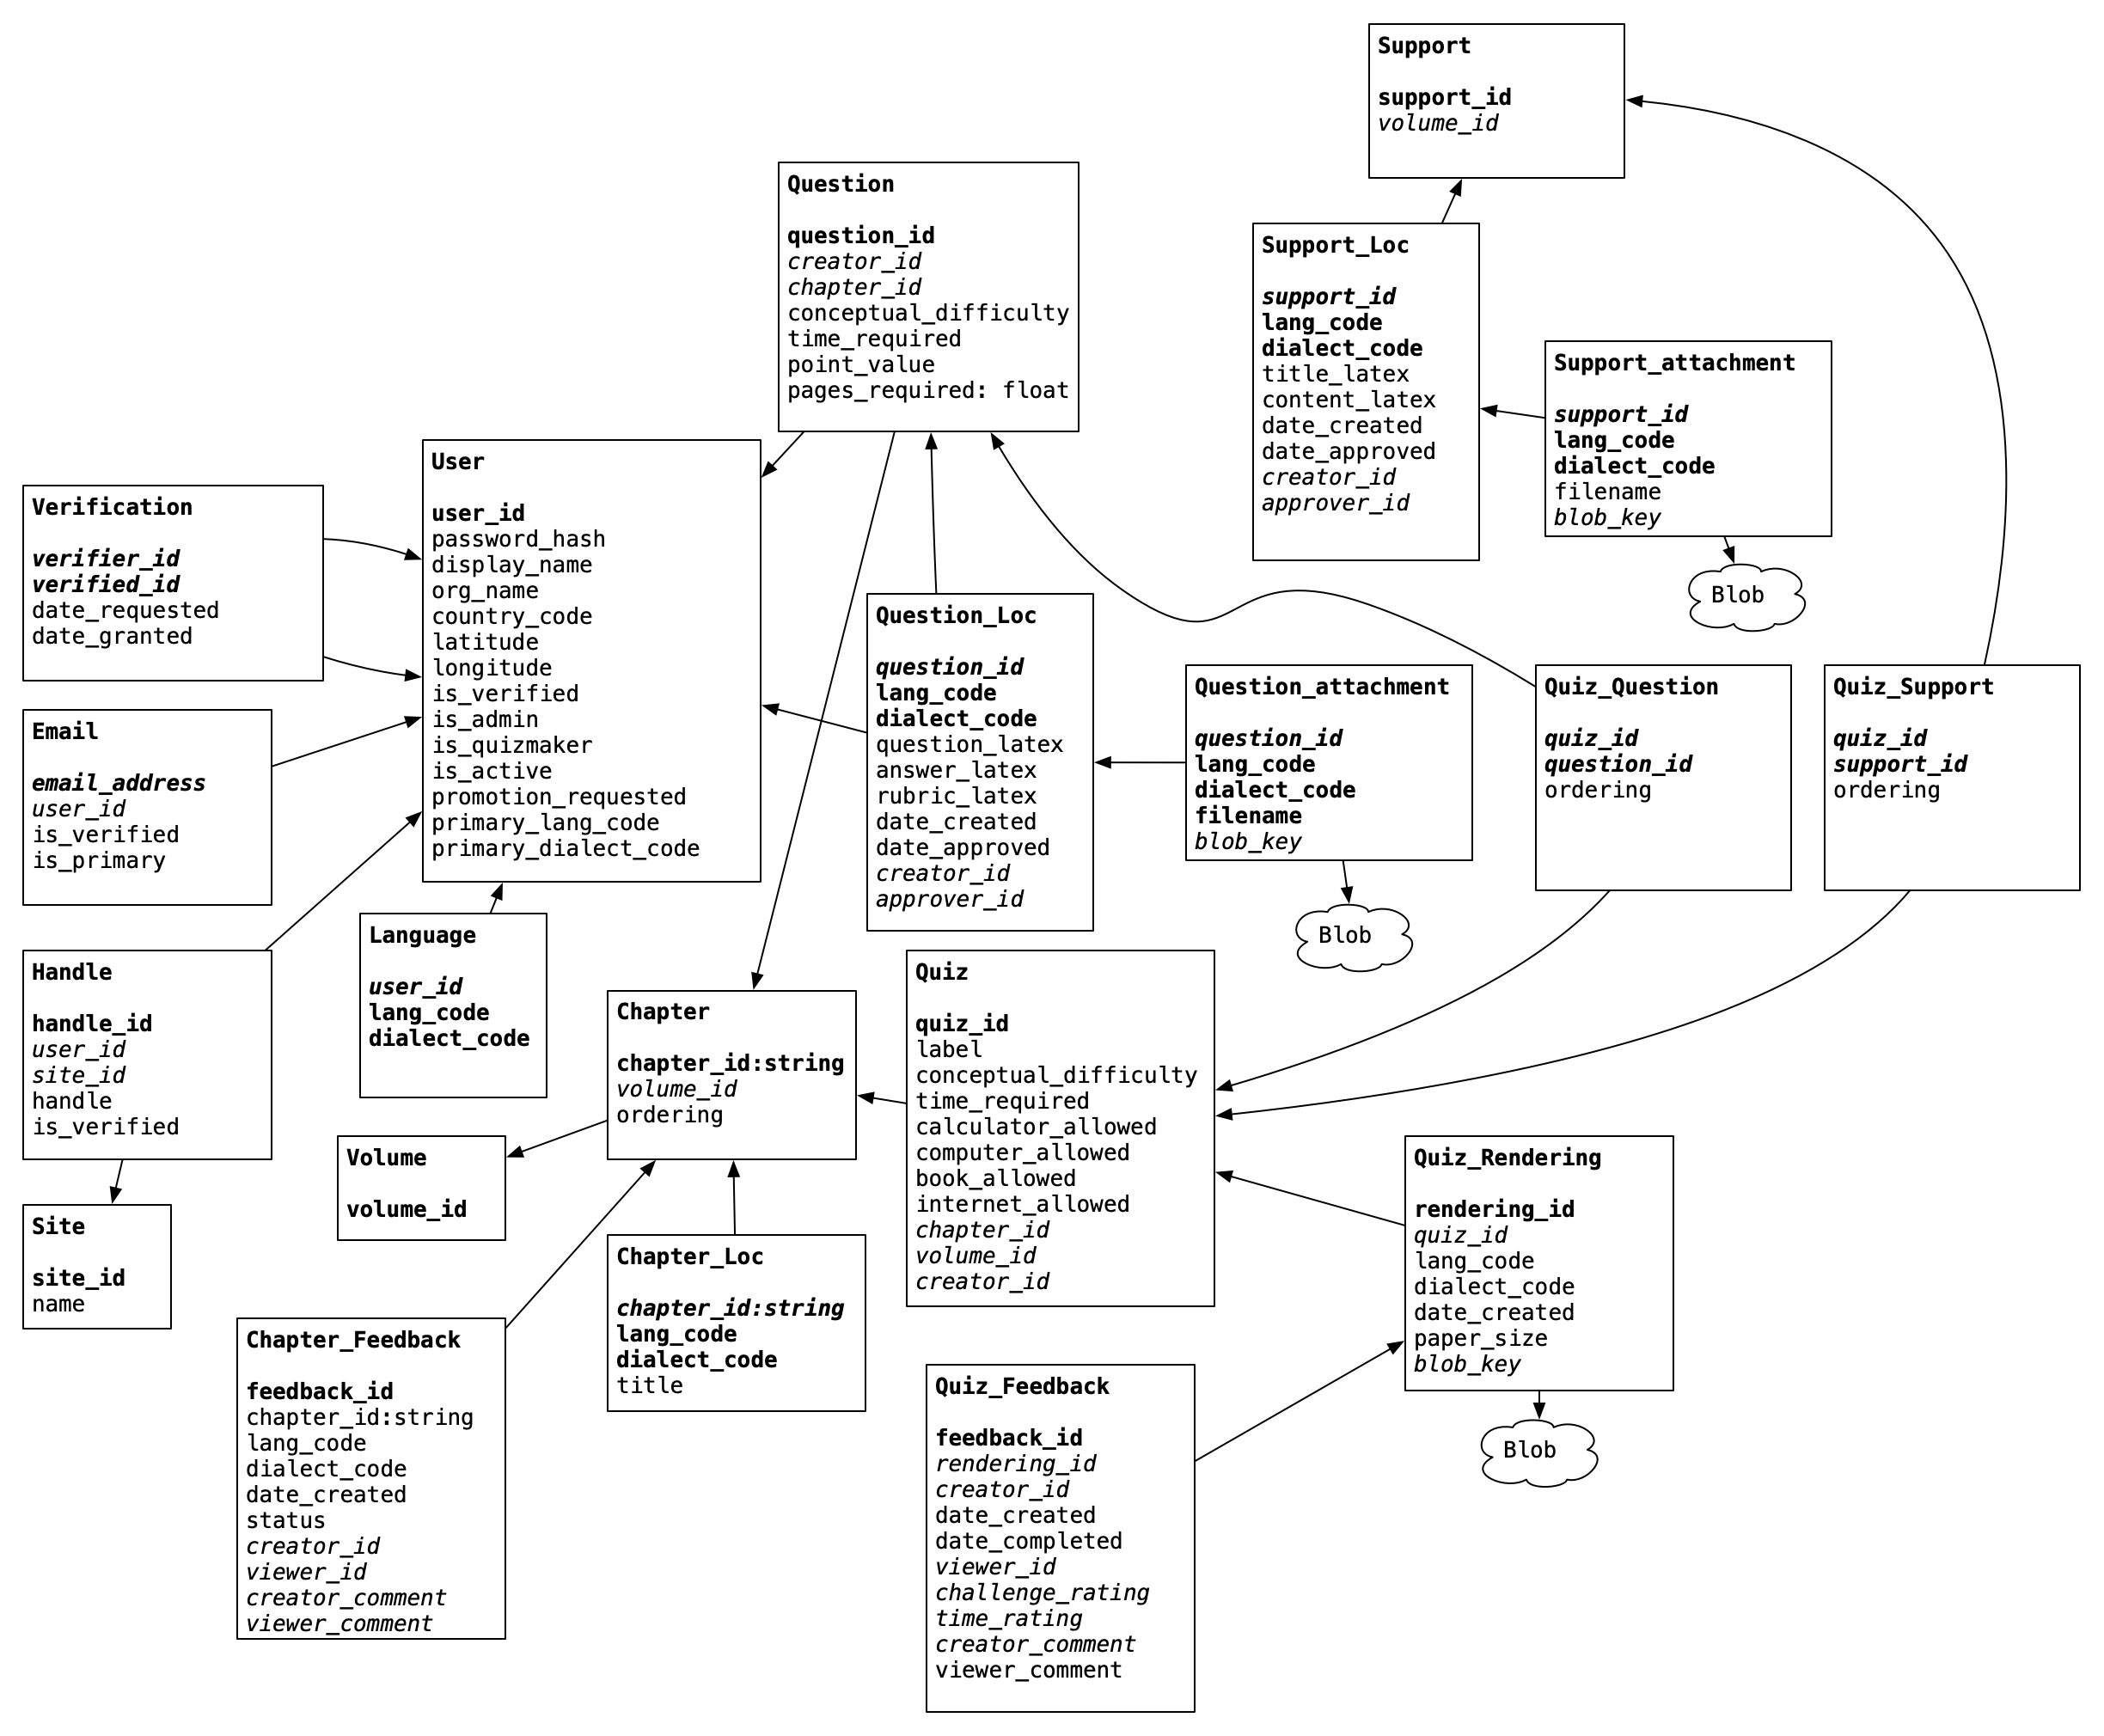 Support
support_id
volume_id
Question
question_id
creator_id
chapter_id
conceptual_difficulty
time_required
point_value
pages_required: float
Support_Loc
support_id
lang_code
dialect_code
title_latex
content_latex
date_created
date_approved
creator_id
approver_id
Support_attachment
support_id
lang_code
dialect_code
filename
blob_key
Blob
User
user_id
password_hash
display_name
org_name
country_code
latitude
longitude
is_verified
is_admin
is_quizmaker
is_active
promotion_requested
primary_lang_code
primary_dialect_code
Verification
verifier_id
verified_id
date_requested
date_granted
Email
email_address
user_id
is_verified
is_primary
Question_Loc
question_id
lang_code
dialect_code
question_latex
answer_latex
rubric_latex
date_created
date_approved
creator_id
approver_id
Question_attachment
question_id
lang_code
dialect_code
filename
blob_key
Blob
Quiz_Question
quiz_id
question_id
ordering
Quiz_Support
quiz_id
support_id
ordering
Handle
handle_id
user_id
site_id
handle
is_verified
Language
user_id
lang_code
dialect_code
Chapter
chapter_id:string
volume_id
ordering
Quiz
quiz_id
label
conceptual_difficulty
time_required
calculator_allowed
computer_allowed
book_allowed
internet_allowed
chapter_id
volume_id
creator_id
Volume
volume_id
Site
site_id
name
Chapter_Loc
chapter_id:string
lang_code
dialect_code
title
Quiz_Rendering
rendering_id
quiz_id
lang_code
dialect_code
date_created
paper_size
blob_key
Blob
Chapter_Feedback
feedback_id
chapter_id:string
lang_code
dialect_code
date_created
status
creator_id
viewer_id
creator_comment
viewer_comment
Quiz_Feedback
feedback_id
rendering_id
creator_id
date_created
date_completed
viewer_id
challenge_rating
time_rating
creator_comment
viewer_comment